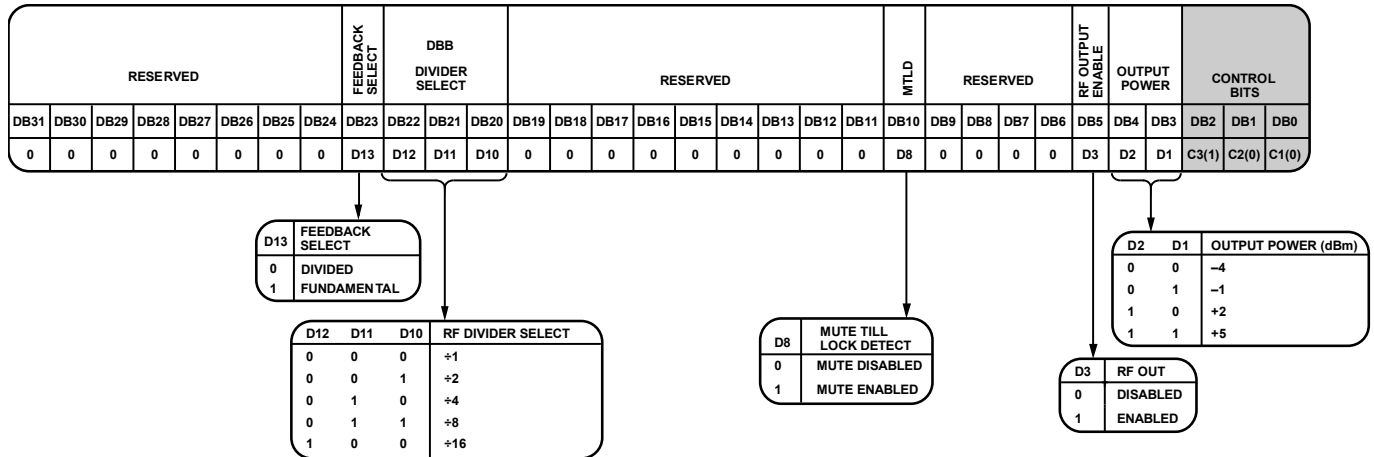 RESERVED
FEEDBACK
SELECT
DBB
DIVIDER
SELECT
RESERVED
MTLD
RESERVED
RF OUTPUT
ENABLE
OUTPUT
POWER
CONTROL
BITS
DB31 DB30 DB29 DB28 DB27 DB26 DB25 DB24 DB23 DB22 DB21 DB20 DB19 DB18 DB17 DB16 DB15 DB14 DB13 DB12 DB11 DB10 DB9 DB8 DB7 DB6 DB5 DB4 DB3 DB2 DB1 DB0
0 0 0 0 0 0 0 0 D13 D12 D11 D10 0 0 0 0 0 0 0 0 0 D8 0 0 0 0 D3 D2 D1 C3(1) C2(0) C1(0)
D13 FEEDBACK
SELECT
0 DIVIDED
1 FUNDAMENTAL
D12 D11 D10 RF DIVIDER SELECT
0 0 0 ÷1
0 0 1 ÷2
0 1 0 ÷4
0 1 1 ÷8
1 0 0 ÷16
D8 MUTE TILL
LOCK DETECT
0 MUTE DISABLED
1 MUTE ENABLED
D3 RF OUT
0 DISABLED
1 ENABLED
D2 D1 OUTPUT POWER (dBm)
0 0 –4
0 1 –1
1 0 +2
1 1 +5